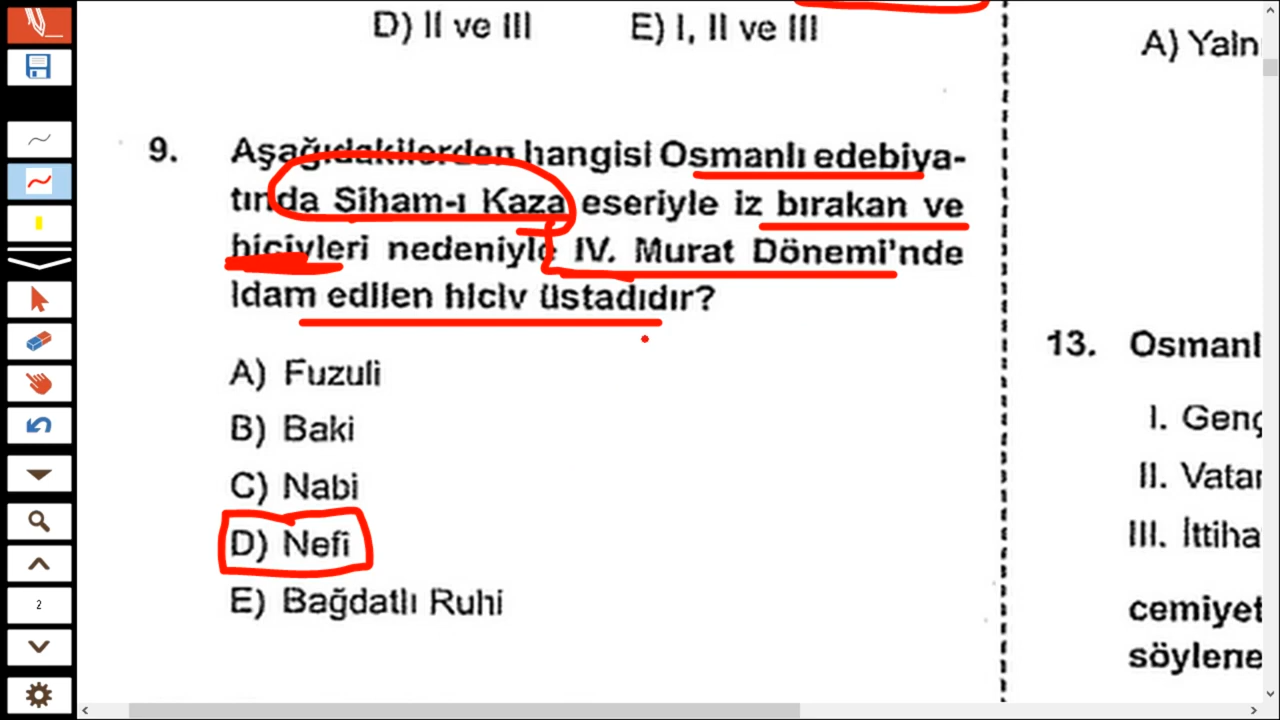 D) II ve III E) I, II ve III
A) Yaln
9. Aşağıdakilerden hangisi Osmanlı edebiya-
tında Siham-ı Kaza eseriyle iz bırakan ve
hicivleri nedeniyle IV. Murat Dönemi'nde
idam edilen hiciv üstadıdır?
A) Fuzuli
B) Baki
C) Nabi
D) Nefi
E) Bağdatlı Ruhi
13. Osmanl
I. Genç
II. Vatan
III. İttiha
cemiyet
söylene
2